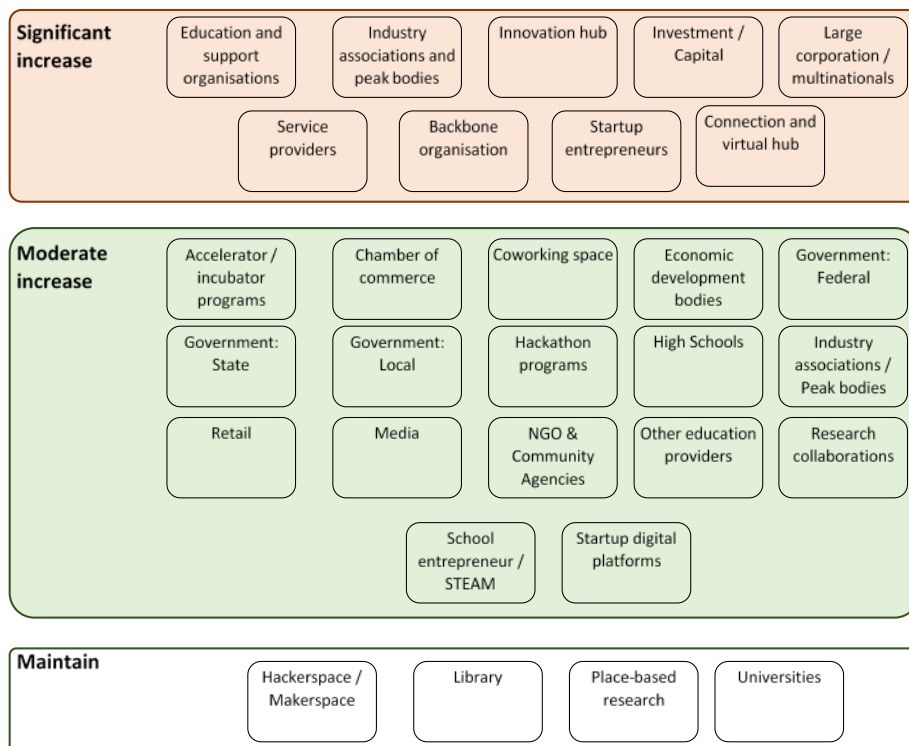 Significant
increase
Education and
support
organisations
Industry
associations and
peak bodies
Innovation hub
Investment /
Capital
Large
corporation /
multinationals
Service
providers
Backbone
organisation
Startup
entrepreneurs
Connection and
virtual hub
Moderate
increase
Accelerator /
incubator
programs
Chamber of
commerce
Coworking space
Economic
development
bodies
Government:
Federal
Government:
State
Government:
Local
Hackathon
programs
High Schools
Industry
associations /
Peak bodies
Retail
Media
NGO &
Community
Agencies
Other education
providers
Research
collaborations
School
entrepreneur /
STEAM
Startup digital
platforms
Maintain
Hackerspace /
Makerspace
Library
Place-based
research
Universities